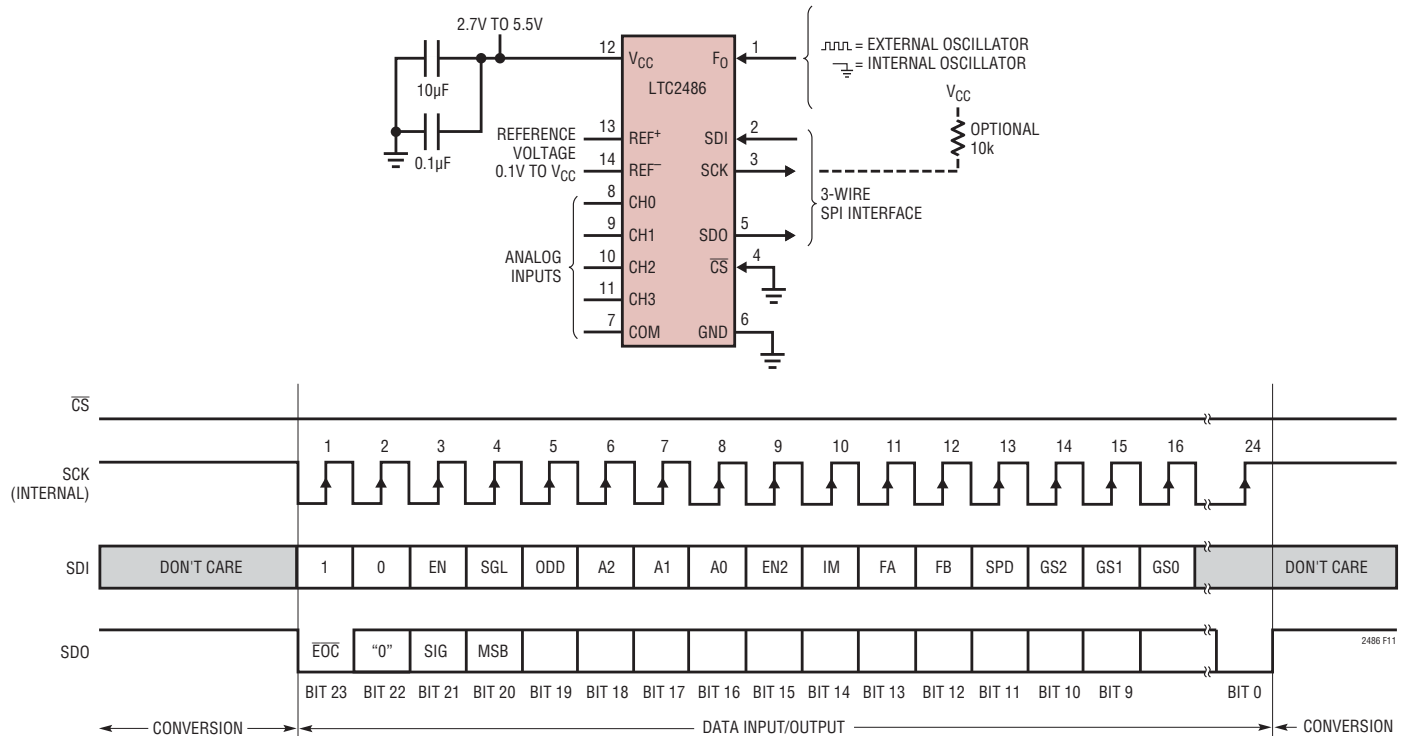 2.7V TO 5.5V
10µF
0.1µF
REFERENCE
VOLTAGE
0.1V TO VCC
ANALOG
INPUTS
12
VCC
13
REF+
14
REF–
8
CH0
9
CH1
10
CH2
11
CH3
7
COM
LTC2486
FO
1
SDI
2
SCK
3
SDO
5
CS
4
GND
6
= EXTERNAL OSCILLATOR
= INTERNAL OSCILLATOR
VCC
OPTIONAL
10k
3-WIRE
SPI INTERFACE
CS
SCK
(INTERNAL)
1 2 3 4 5 6 7 8 9 10 11 12 13 14 15 16 24
SDI
DON'T CARE 1 0 EN SGL ODD A2 A1 A0 EN2 IM FA FB SPD GS2 GS1 GS0 DON'T CARE
SDO
EOC "0" SIG MSB
2486 F11
BIT 23 BIT 22 BIT 21 BIT 20 BIT 19 BIT 18 BIT 17 BIT 16 BIT 15 BIT 14 BIT 13 BIT 12 BIT 11 BIT 10 BIT 9 BIT 0
CONVERSION DATA INPUT/OUTPUT CONVERSION